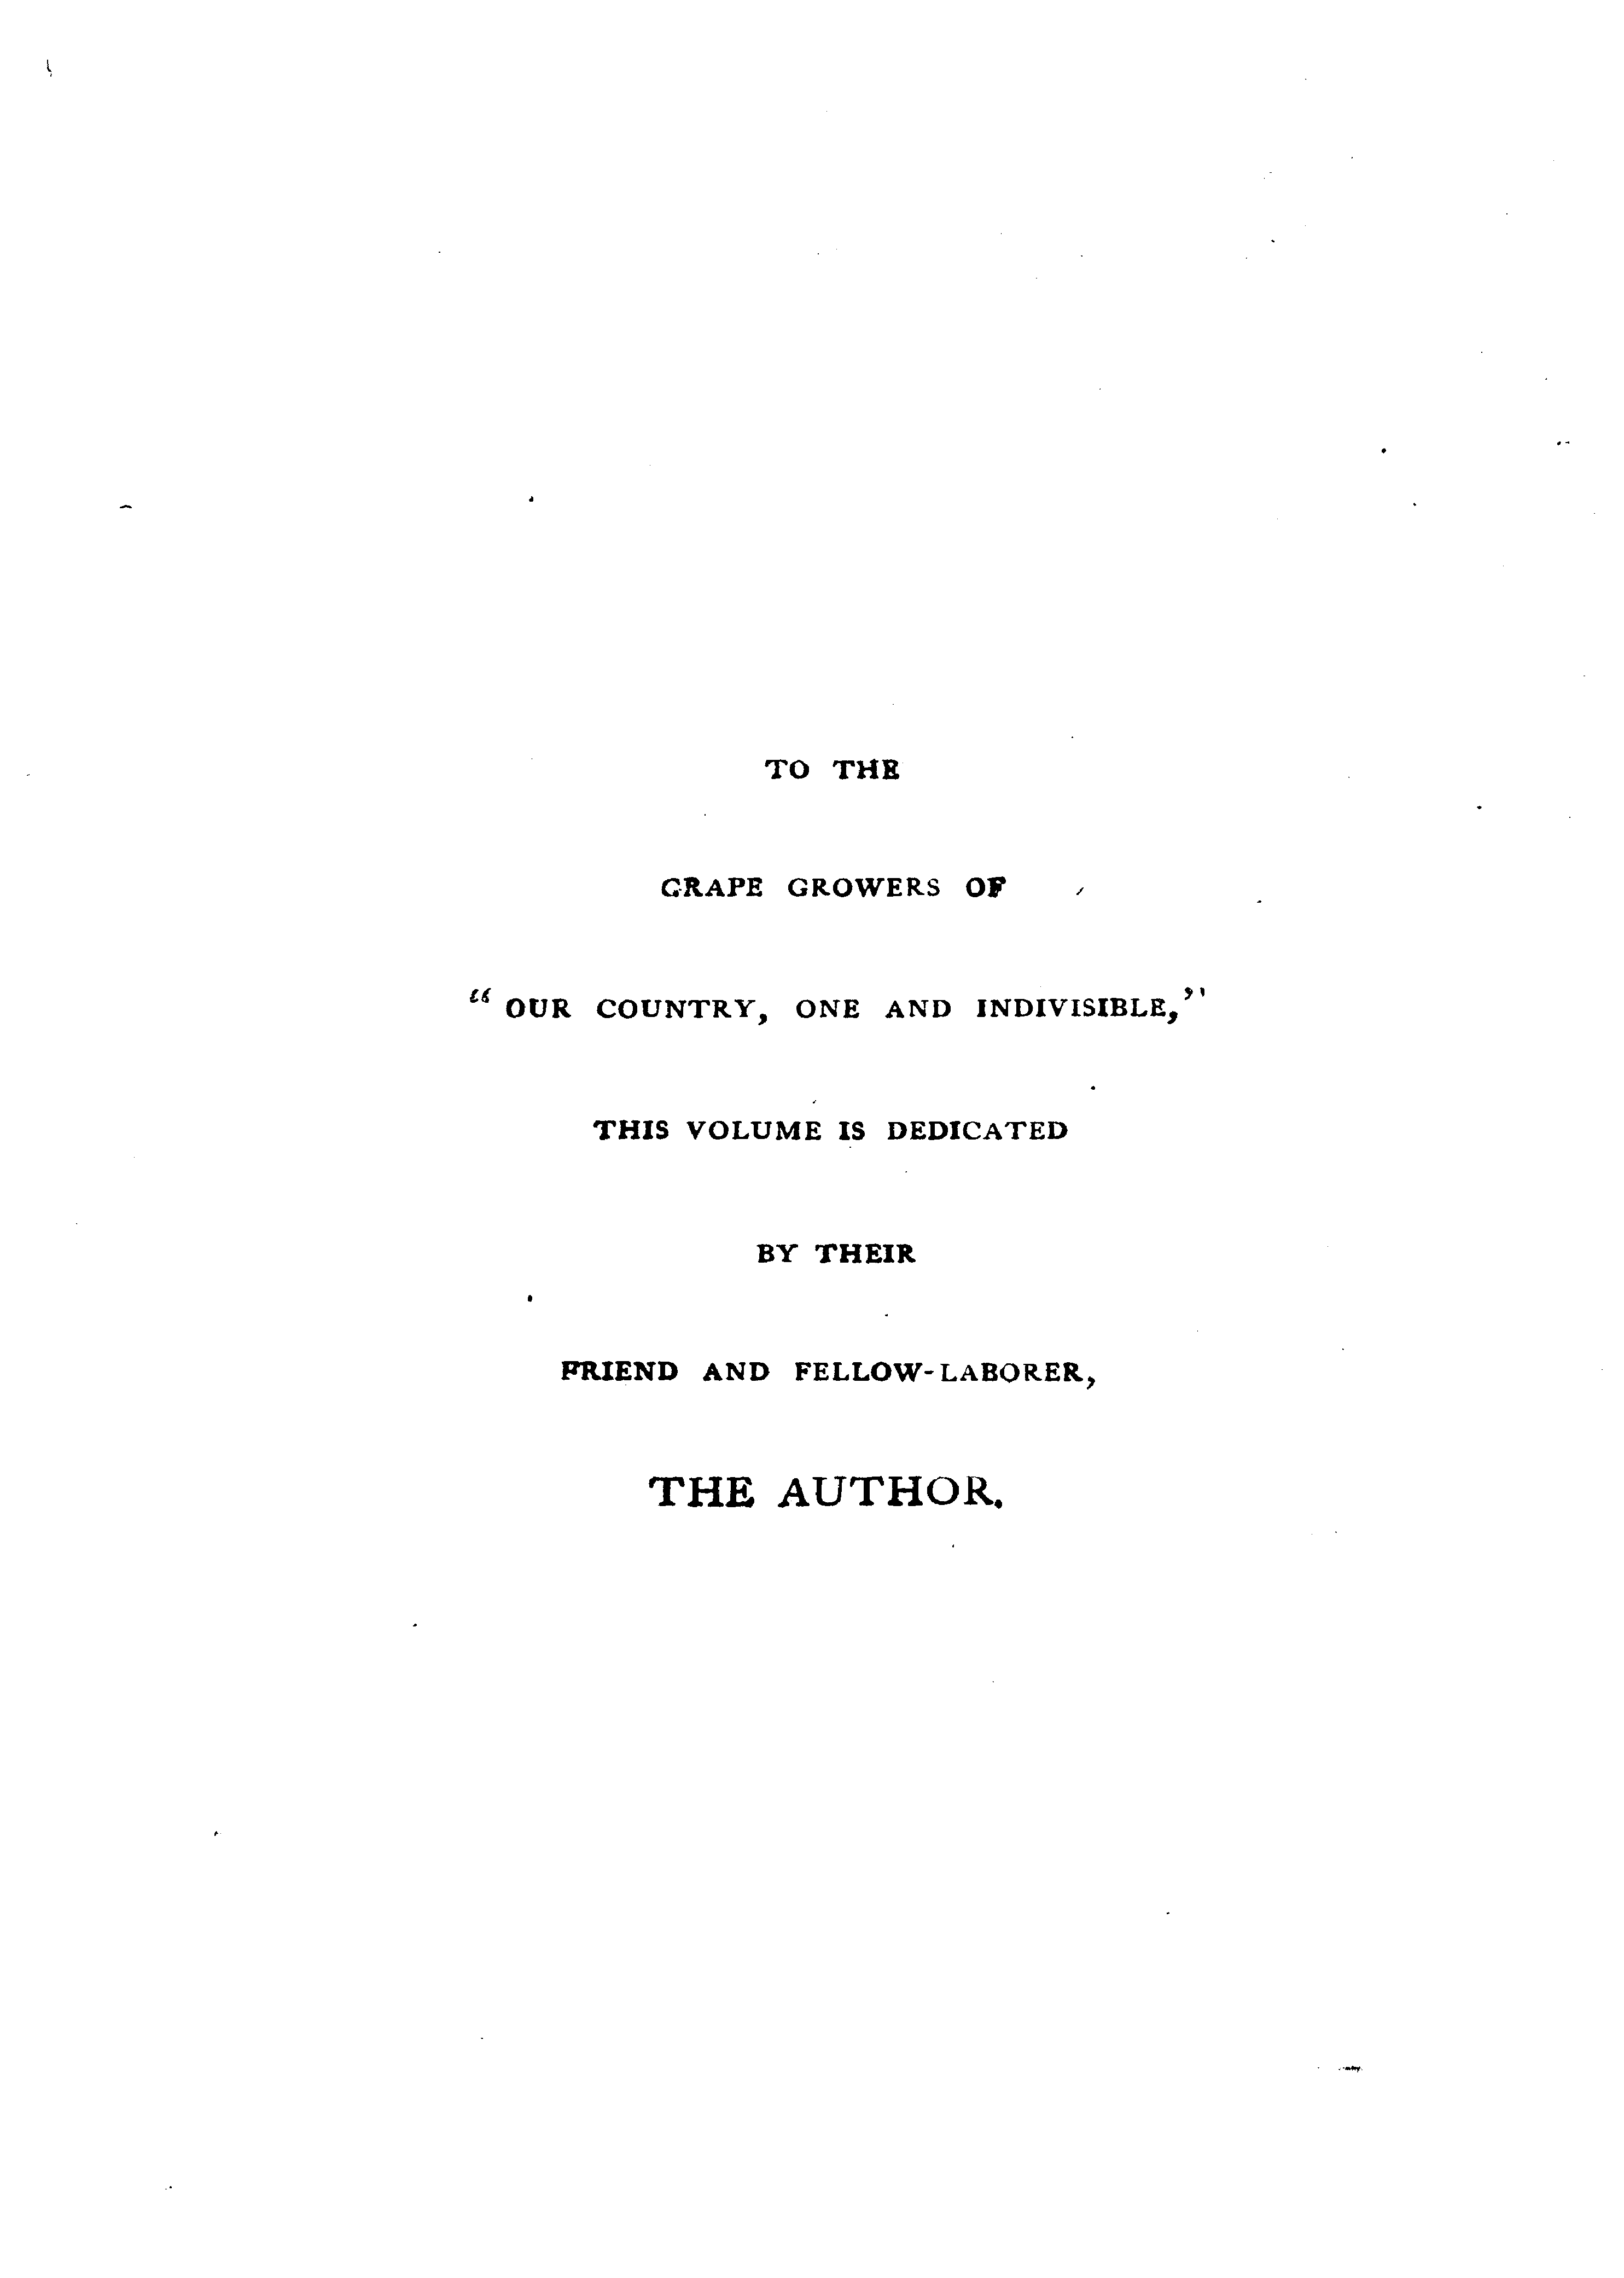 TO THE
GRAPE GROWERS OF
“OUR COUNTRY, ONE AND INDIVISIBLE,”
THIS VOLUME IS DEDICATED
BY THEIR
FRIEND AND FELLOW-LABORER,
THE AUTHOR.